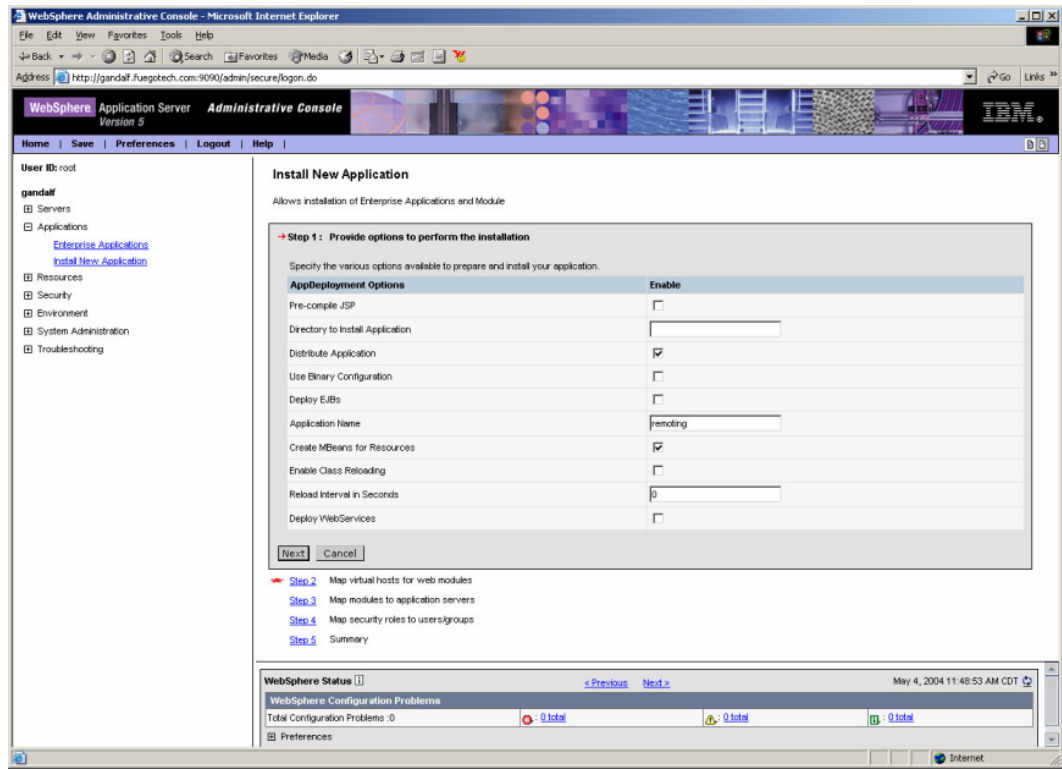 WebSphere Administrative Console - Microsoft Internet Explorer
File Edit View Favorites Tools Help
Back Search Favorites Media
Address http://gandalf.fuegotech.com:9090/admin/secure/logon.do Go Links »
WebSphere Application Server Administrative Console
Version 5
IBM.
Home | Save | Preferences | Logout | Help |
User ID: root
gandalf
Servers
Applications
Enterprise Applications
Install New Application
Resources
Security
Environment
System Administration
Troubleshooting
Install New Application
Allows installation of Enterprise Applications and Module
Step 1 : Provide options to perform the installation
Specify the various options available to prepare and install your application.
AppDeployment Options Enable
Pre-compile JSP
Directory to Install Application
Distribute Application
Use Binary Configuration
Deploy EJBs
Application Name remoting
Create MBeans for Resources
Enable Class Reloading
Reload Interval in Seconds 0
Deploy WebServices
Next Cancel
Step 2 Map virtual hosts for web modules
Step 3 Map modules to application servers
Step 4 Map security roles to users/groups
Step 5 Summary
WebSphere Status i < Previous Next > May 4, 2004 11:48:53 AM CDT
WebSphere Configuration Problems
Total Configuration Problems :0 : 0 total : 0 total : 0 total
Preferences
Internet